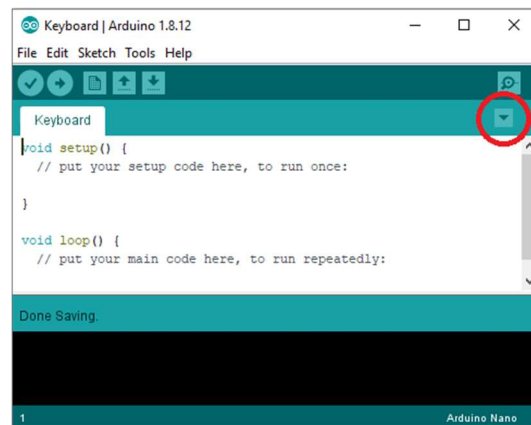 Keyboard | Arduino 1.8.12
File Edit Sketch Tools Help
Keyboard
void setup() {
  // put your setup code here, to run once:
}
void loop() {
  // put your main code here, to run repeatedly:
Done Saving.
1 Arduino Nano